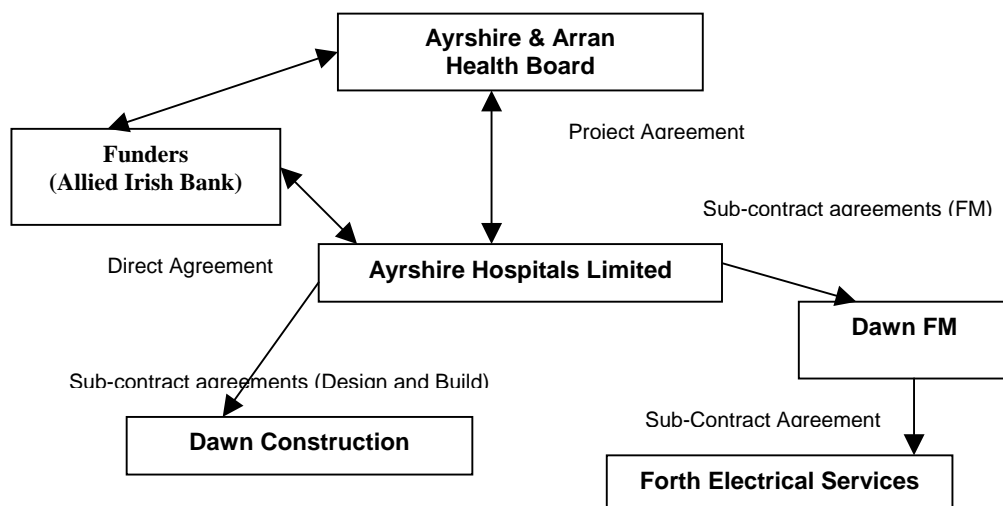 Ayrshire & Arran
Health Board
Project Agreement
Funders
(Allied Irish Bank)
Sub-contract agreements (FM)
Direct Agreement
Ayrshire Hospitals Limited
Dawn FM
Sub-contract agreements (Design and Build)
Sub-Contract Agreement
Dawn Construction
Forth Electrical Services